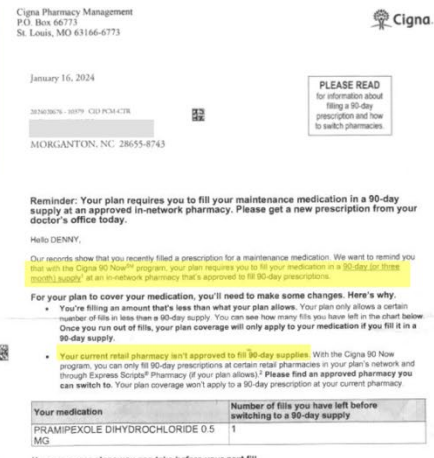 Cigna Pharmacy Management
P.O. Box 66773
St. Louis, MO 63166-6773
Cigna.
January 16, 2024
PLEASE READ
for information about
filling a 90-day
prescription and how
to switch pharmacies.
CID PCM-CTR
MORGANTON, NC 28655-8743
Reminder: Your plan requires you to fill your maintenance medication in a 90-day
supply at an approved in-network pharmacy. Please get a new prescription from your
doctor's office today.
Hello DENNY,
Our records show that you recently filled a prescription for a maintenance medication. We want to remind you
that with the Cigna 90 Now℠ program, your plan requires you to fill your medication in a 90-day (or three
month) supply¹ at an in-network pharmacy that's approved to fill 90-day prescriptions.
For your plan to cover your medication, you'll need to make some changes. Here's why.
• You're filling an amount that's less than what your plan allows. Your plan only allows a certain
number of fills in less than a 90-day supply. You can see how many fills you have left in the chart below.
Once you run out of fills, your plan coverage will only apply to your medication if you fill it in a
90-day supply.
• Your current retail pharmacy isn't approved to fill 90-day supplies. With the Cigna 90 Now
program, you can only fill 90-day prescriptions at certain retail pharmacies in your plan's network and
through Express Scripts® Pharmacy (if your plan allows).² Please find an approved pharmacy you
can switch to. Your plan coverage won't apply to a 90-day prescription at your current pharmacy.
Your medication
Number of fills you have left before
switching to a 90-day supply
PRAMIPEXOLE DIHYDROCHLORIDE 0.5
MG
1